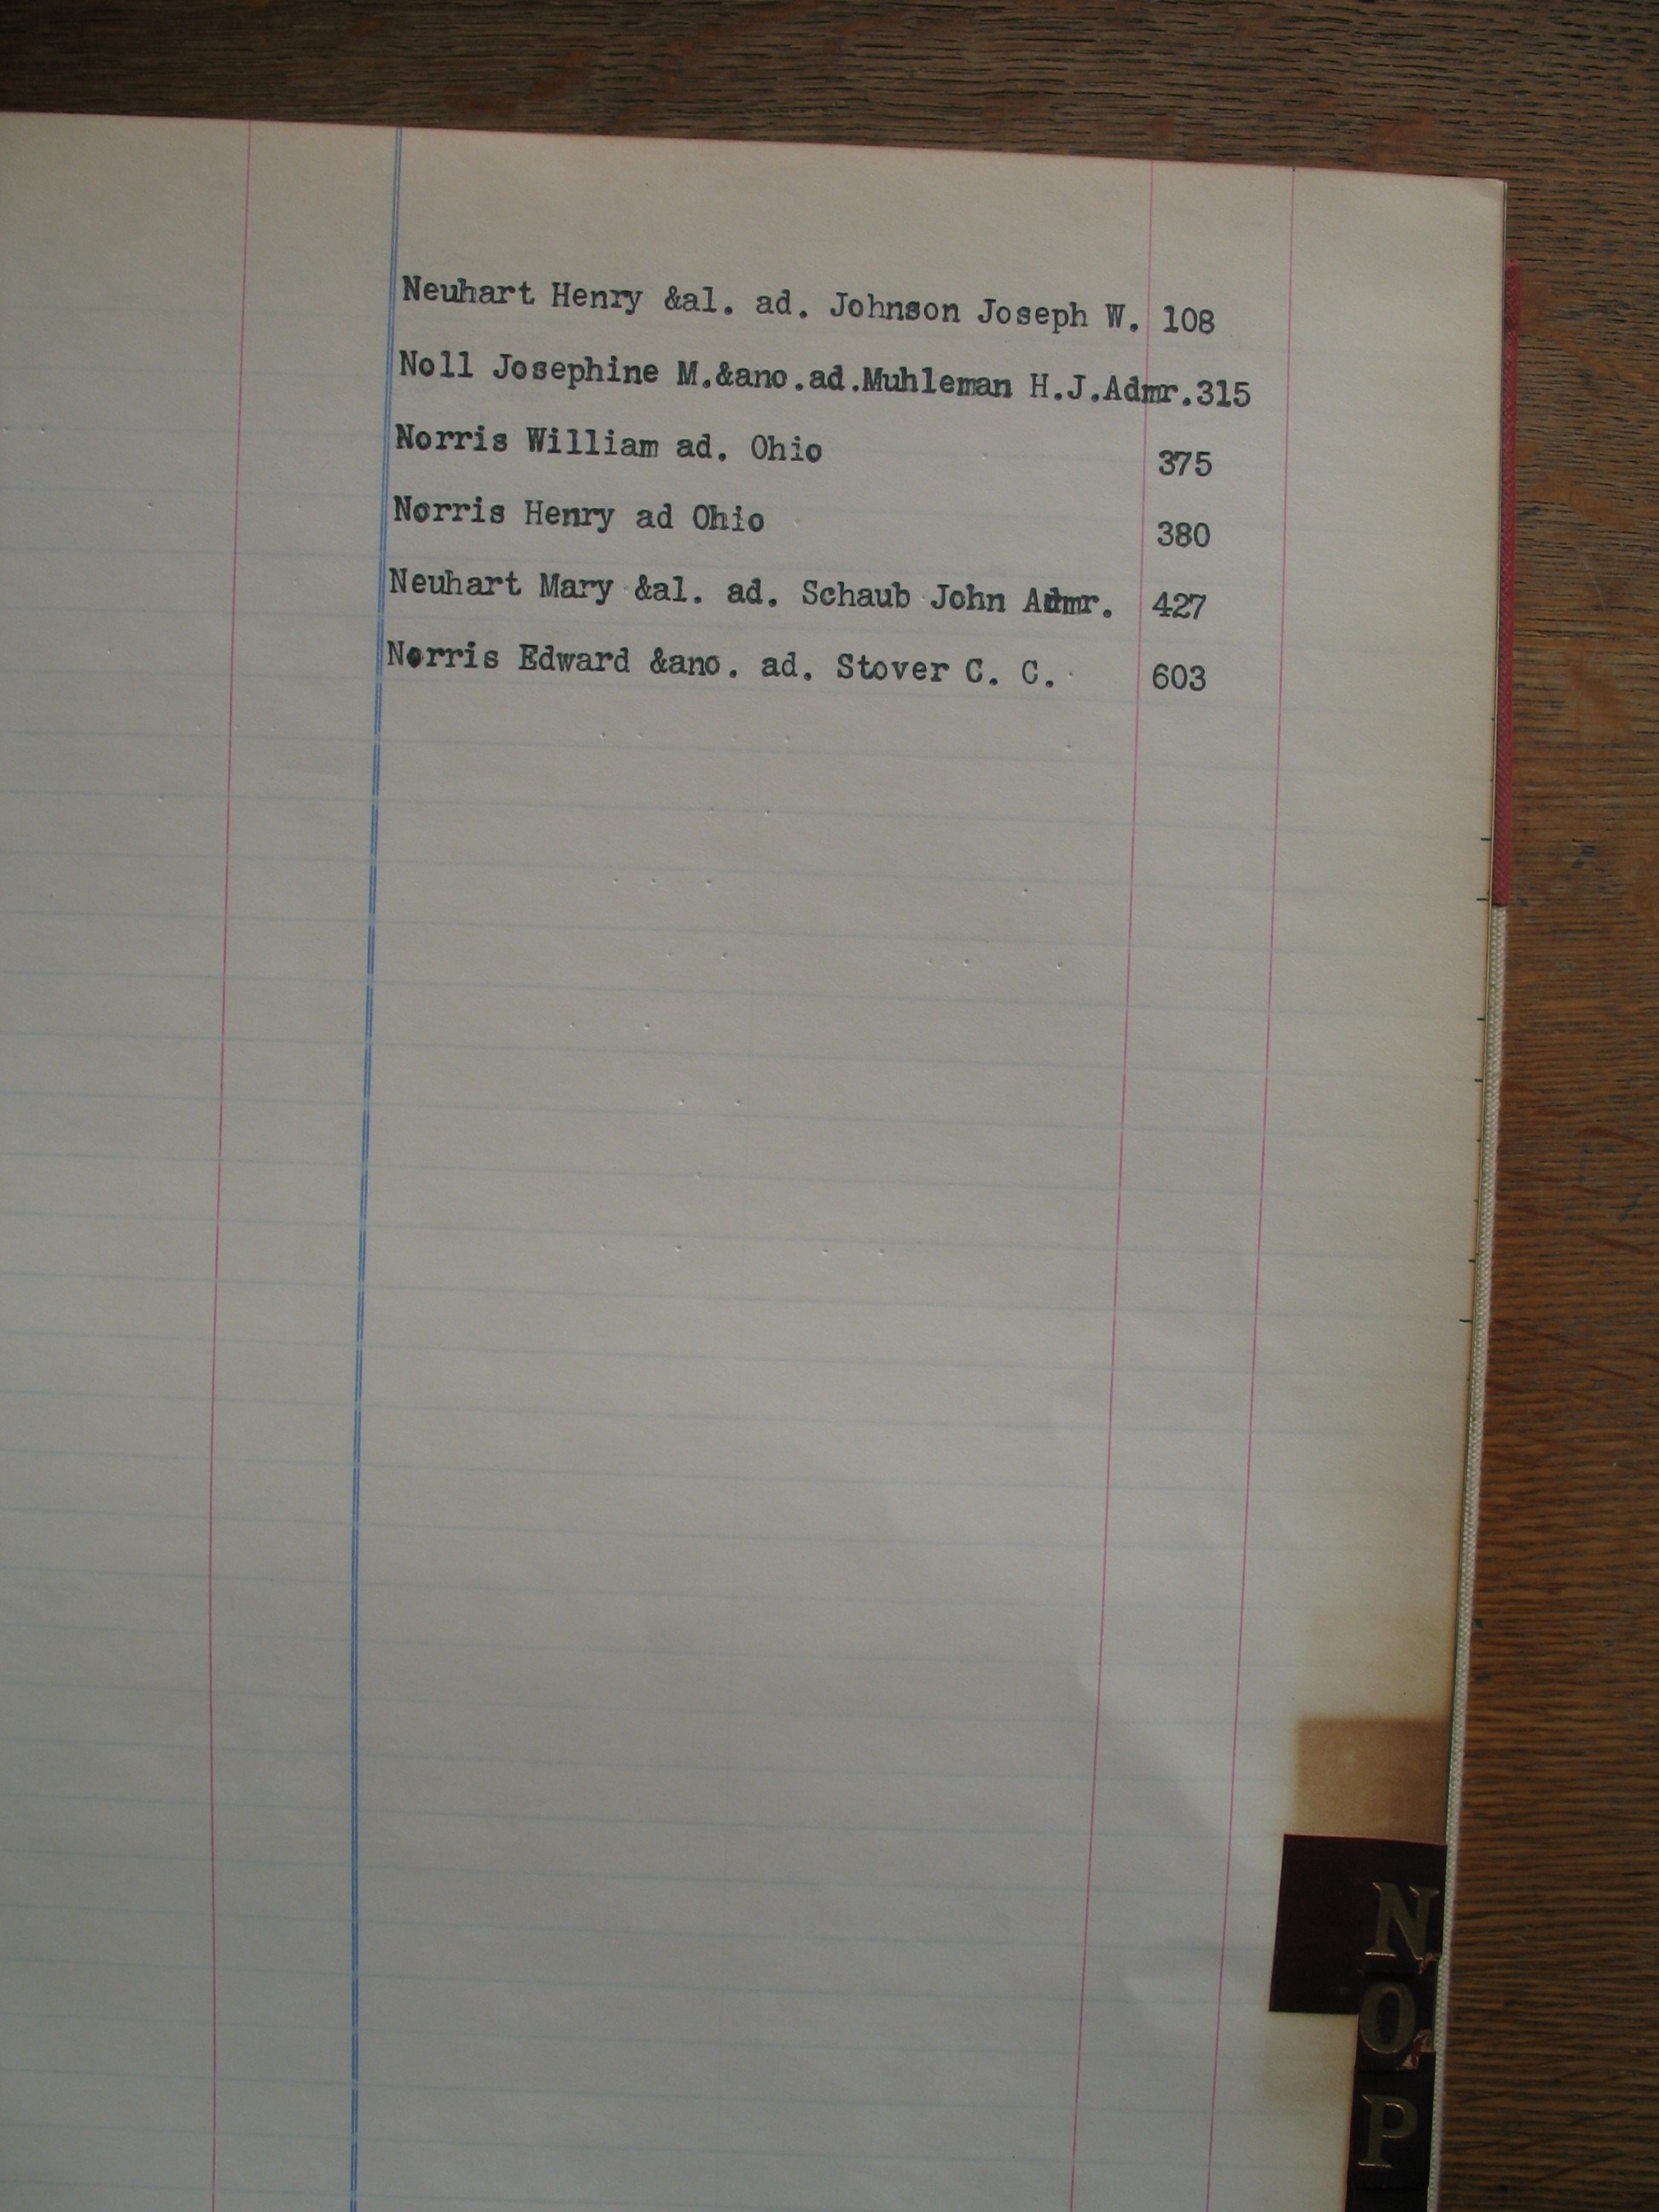 Neuhart Henry &al. ad. Johnson Joseph W. 108
Noll Josephine M.&ano.ad.Muhleman H.J.Admr.315
Norris William ad. Ohio 375
Norris Henry ad Ohio 380
Neuhart Mary &al. ad. Schaub John Admr. 427
Norris Edward &ano. ad. Stover C. C. 603
N
O
P